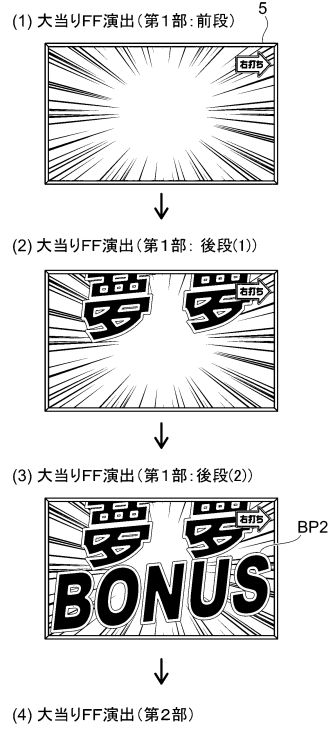 (1) 大当りFF演出(第1部:前段)
5
右打ち
(2) 大当りFF演出(第1部: 後段(1))
夢 夢
右打ち
(3) 大当りFF演出(第1部:後段(2))
夢 夢
右打ち
BP2
BONUS
(4) 大当りFF演出(第2部)